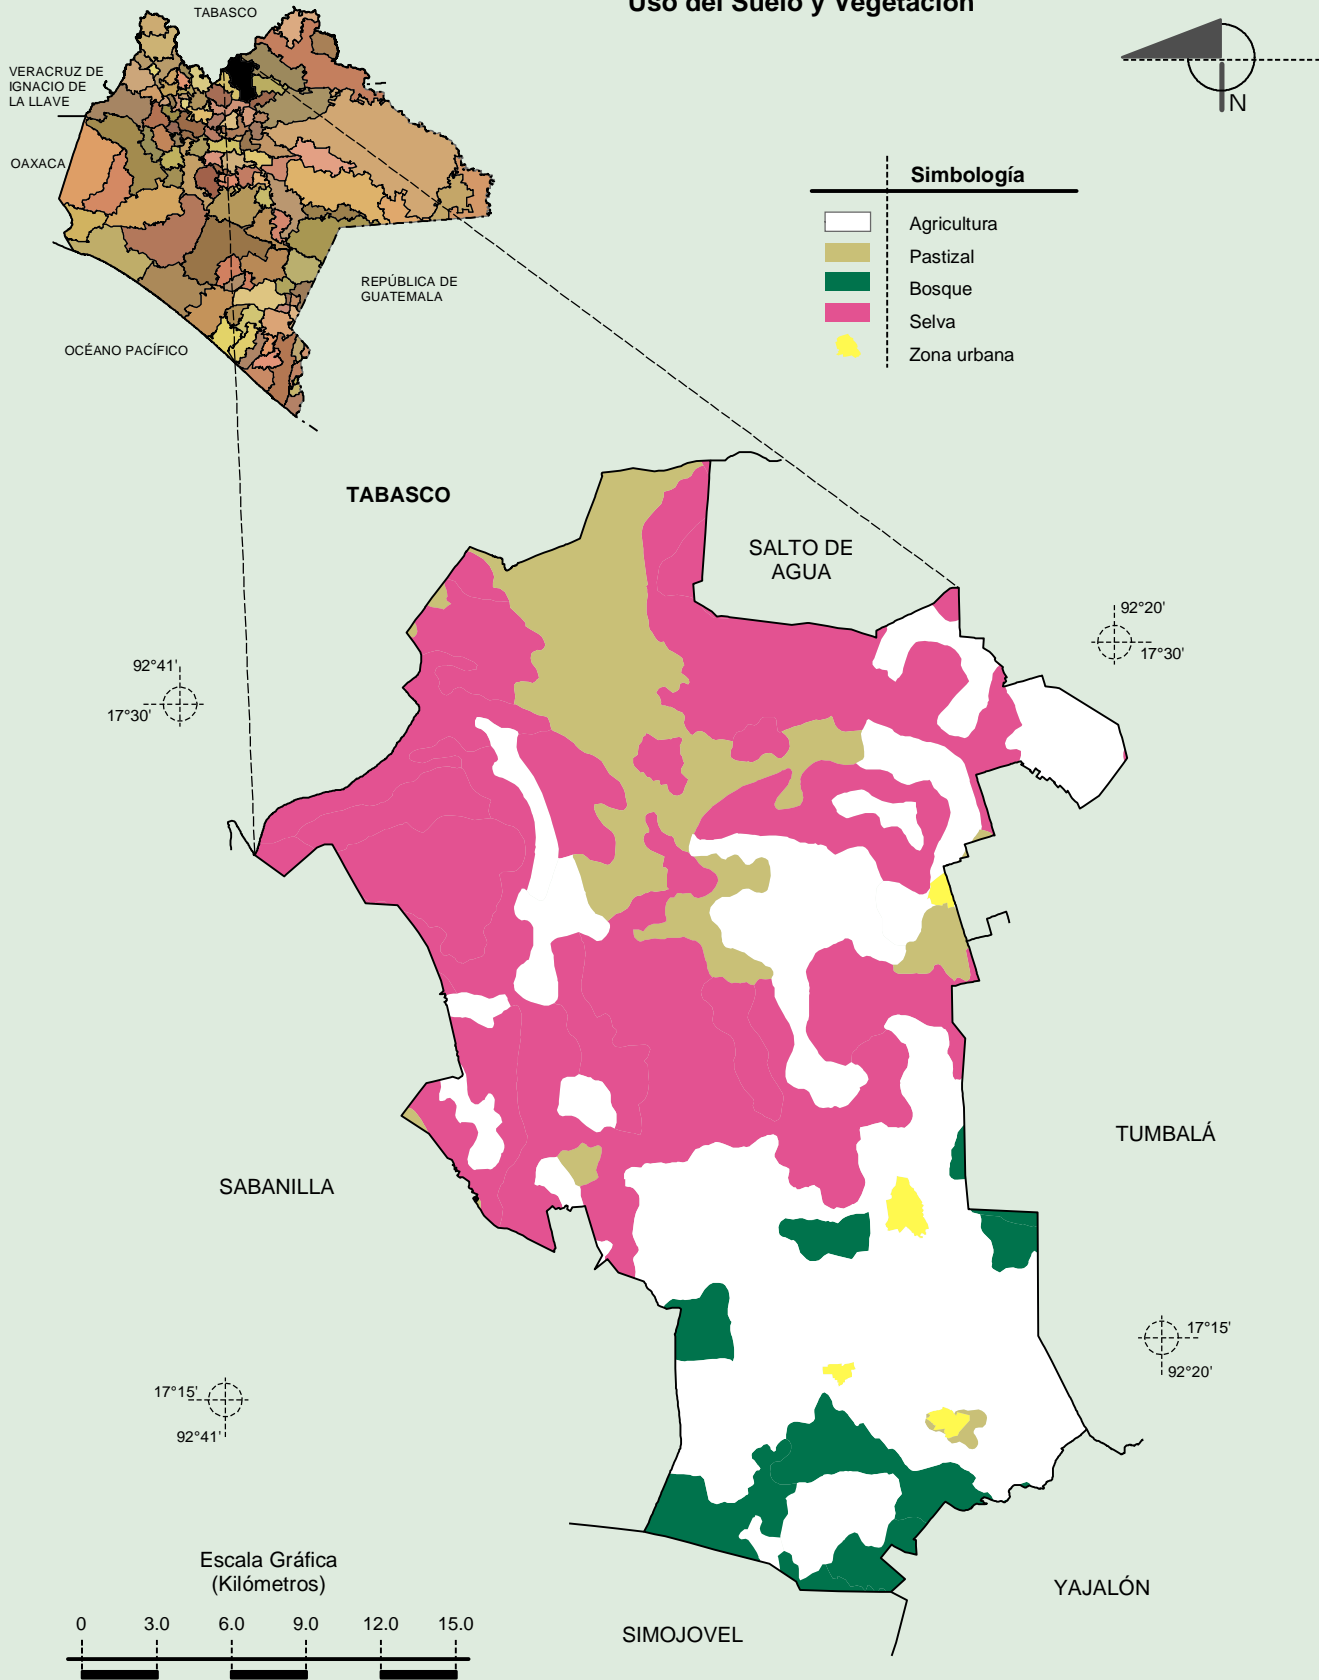 Uso del Suelo y Vegetación
TABASCO
VERACRUZ DE
IGNACIO DE
LA LLAVE
OAXACA
REPÚBLICA DE
GUATEMALA
OCÉANO PACÍFICO
N
Simbología
Agricultura
Pastizal
Bosque
Selva
Zona urbana
TABASCO
SALTO DE
AGUA
92°20'
17°30'
92°41'
17°30'
TUMBALÁ
SABANILLA
17°15'
92°20'
17°15'
92°41'
Escala Gráfica
(Kilómetros)
0 3.0 6.0 9.0 12.0 15.0
YAJALÓN
SIMOJOVEL